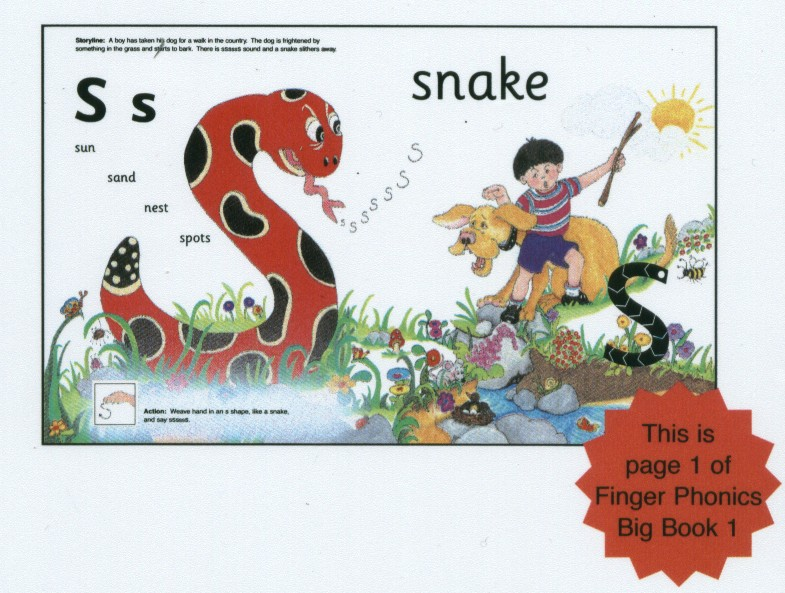 Storyline: A boy has taken his dog for a walk in the country. The dog is frightened by
something in the grass and starts to bark. There is ssssss sound and a snake slithers away.
snake
S s
sun
sand
nest
spots
s s s s s s s S
Action: Weave hand in an s shape, like a snake,
and say ssssss.
This is
page 1 of
Finger Phonics
Big Book 1